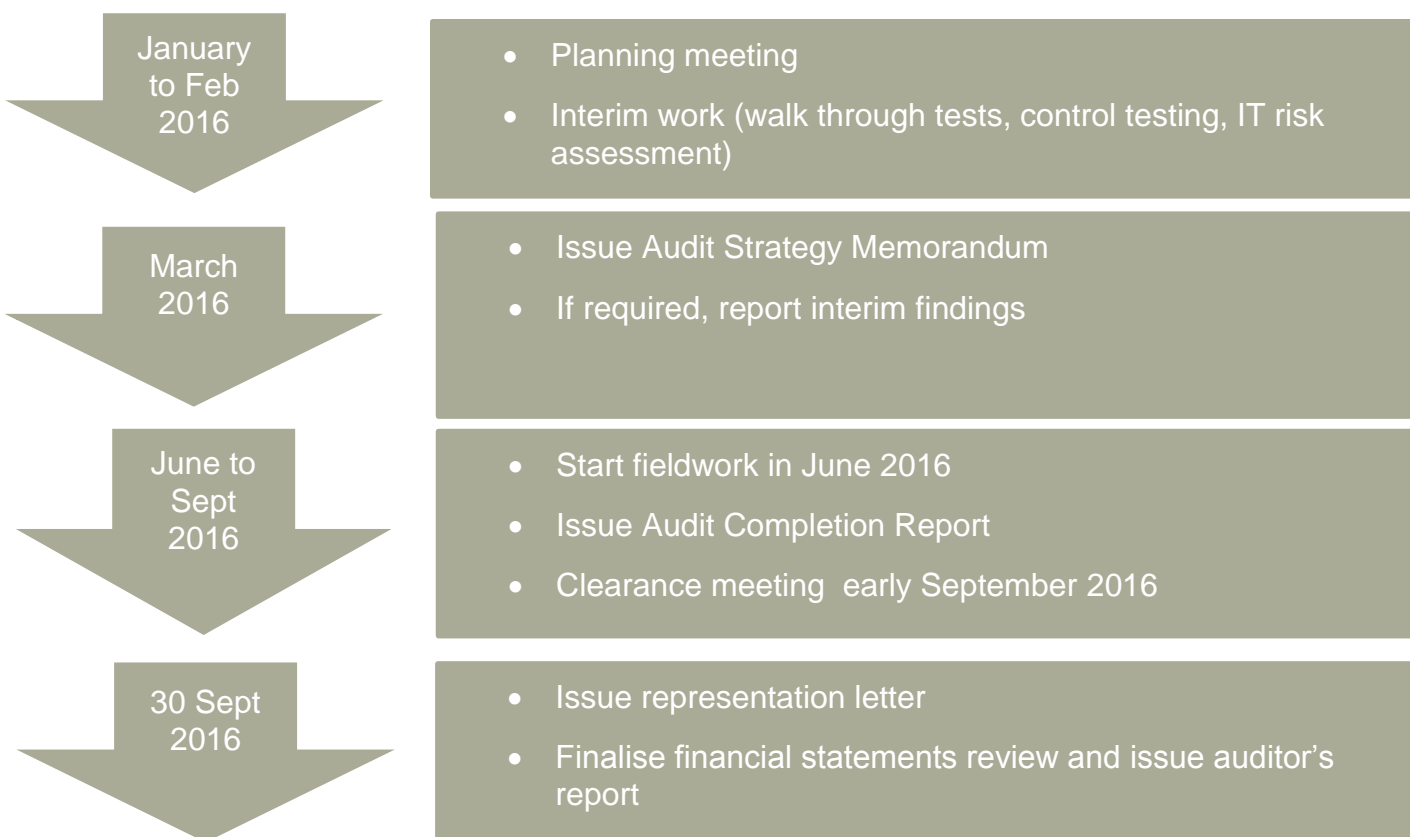 January
to Feb
2016
• Planning meeting
• Interim work (walk through tests, control testing, IT risk
assessment)
March
2016
• Issue Audit Strategy Memorandum
• If required, report interim findings
June to
Sept
2016
• Start fieldwork in June 2016
• Issue Audit Completion Report
• Clearance meeting  early September 2016
30 Sept
2016
• Issue representation letter
• Finalise financial statements review and issue auditor’s
report